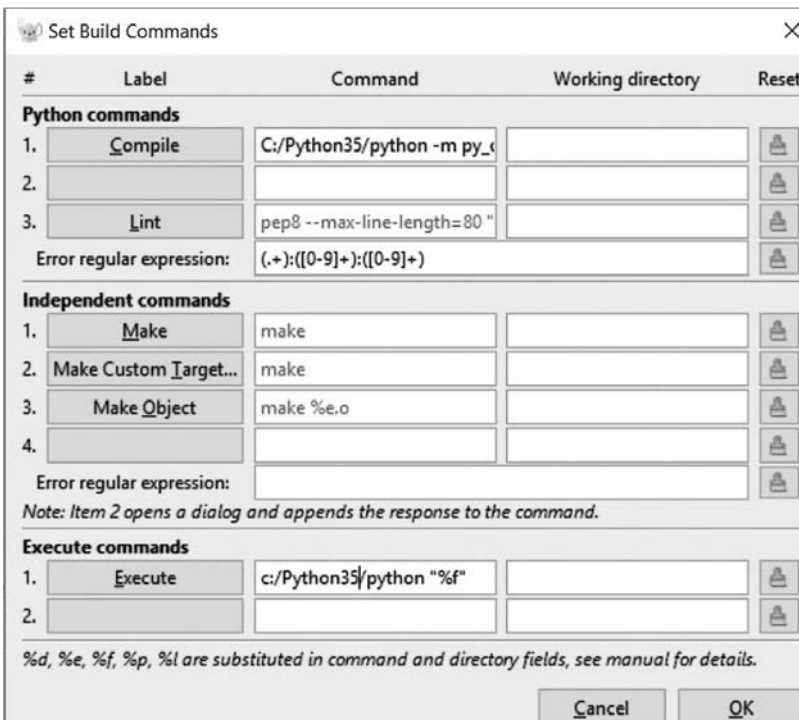 Set Build Commands
# Label Command Working directory Reset
Python commands
1. Compile C:/Python35/python -m py_c
2.
3. Lint pep8 --max-line-length=80 "
Error regular expression: (.+):([0-9]+):([0-9]+)
Independent commands
1. Make make
2. Make Custom Target... make
3. Make Object make %e.o
4.
Error regular expression:
Note: Item 2 opens a dialog and appends the response to the command.
Execute commands
1. Execute c:/Python35/python "%f"
2.
%d, %e, %f, %p, %l are substituted in command and directory fields, see manual for details.
Cancel OK